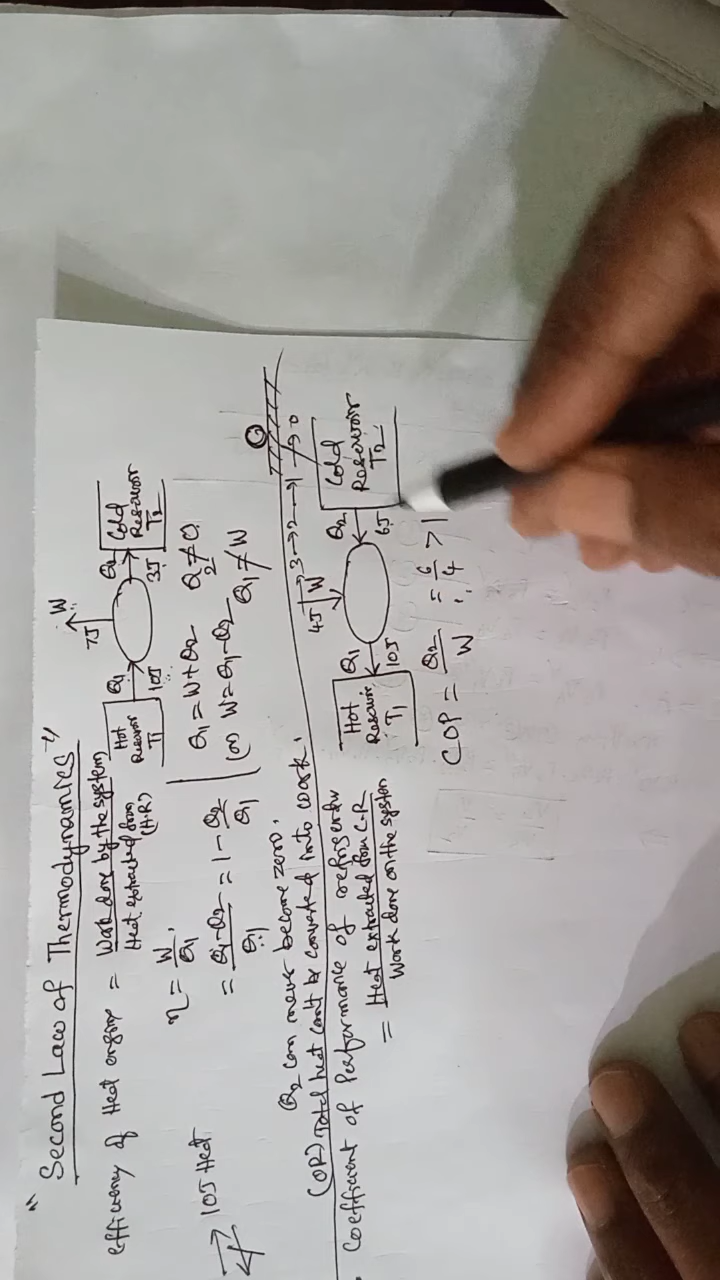 "Second Law of Thermodynamics"
efficiency of Heat engine = Work done by the system
Heat extracted from
(H.R)
Hot
Reservoir
T1
Q1
10J
W
7J
Q2
3J
Cold
Reservoir
T2
η = W/Q1
= Q1-Q2/Q1 = 1 - Q2/Q1
Q1 = W+Q2 Q2 ≠ 0
(or) W = Q1-Q2 Q1 ≠ W
10J Heat
Q2 can never become zero.
(OR) Total heat can't be converted into work.
3→2→1→0
Coefficient of Performance of refrigerator
= Heat extracted from C.R
Work done on the system
Hot
Reservoir
T1
Q1
10J
4J
W
Q2
6J
Cold
Reservoir
T2
COP = Q2/W = 6/4 > 1